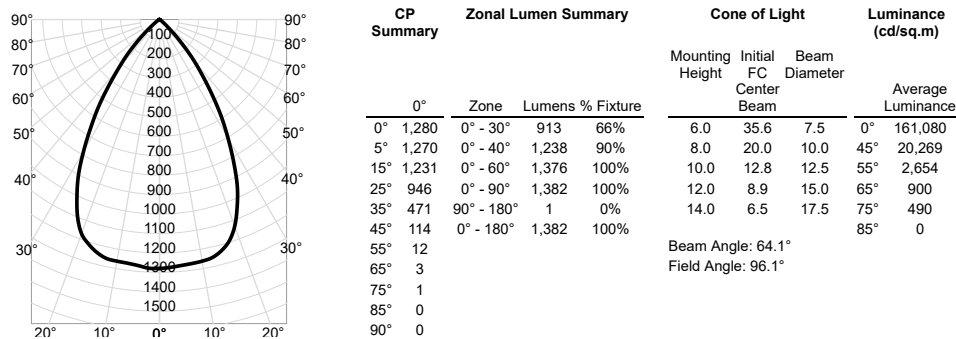 90° 90°
80° 80°
70° 70°
60° 60°
50° 50°
40° 40°
30° 30°
20° 10° 0° 10° 20°
100
200
300
400
500
600
700
800
900
1000
1100
1200
1300
1400
1500
CP Summary
0°
0° 1,280
5° 1,270
15° 1,231
25° 946
35° 471
45° 114
55° 12
65° 3
75° 1
85° 0
90° 0
Zonal Lumen Summary
Zone Lumens % Fixture
0° - 30° 913 66%
0° - 40° 1,238 90%
0° - 60° 1,376 100%
0° - 90° 1,382 100%
90° - 180° 1 0%
0° - 180° 1,382 100%
Cone of Light
Mounting Height Initial FC Center Beam Beam Diameter
6.0 35.6 7.5
8.0 20.0 10.0
10.0 12.8 12.5
12.0 8.9 15.0
14.0 6.5 17.5
Beam Angle: 64.1°
Field Angle: 96.1°
Luminance (cd/sq.m)
Average Luminance
0° 161,080
45° 20,269
55° 2,654
65° 900
75° 490
85° 0